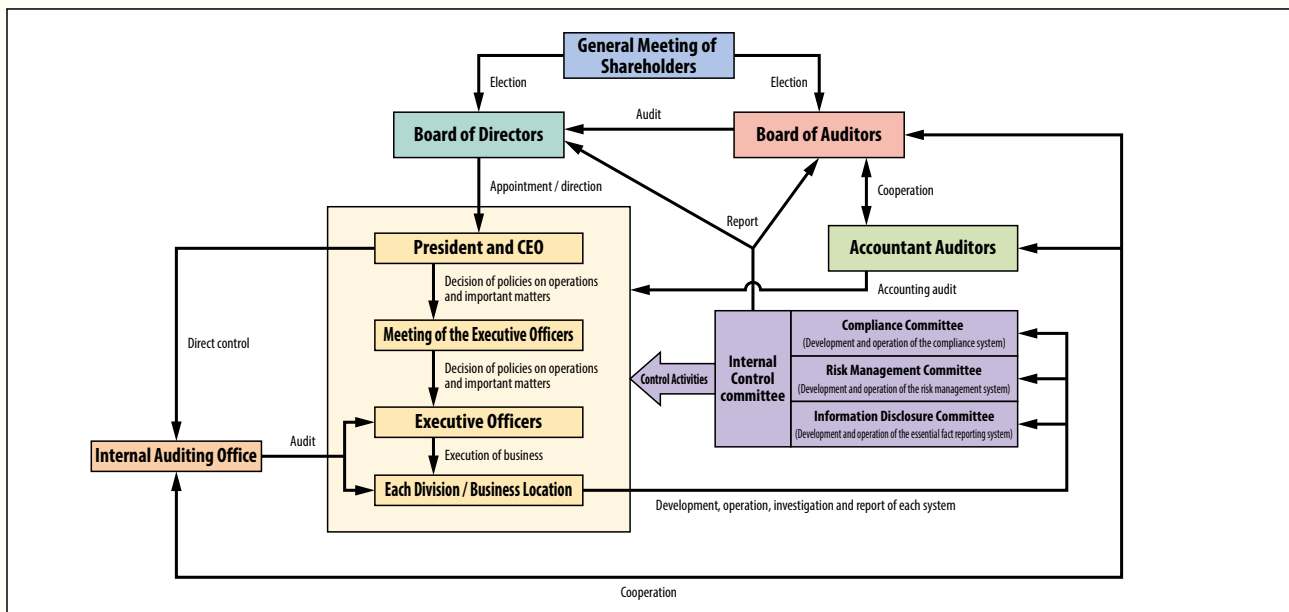 General Meeting of
Shareholders
Election
Election
Audit
Board of Directors
Board of Auditors
Appointment / direction
Cooperation
Report
President and CEO
Accountant Auditors
Decision of policies on operations
and important matters
Accounting audit
Meeting of the Executive Officers
Direct control
Decision of policies on operations
and important matters
Control Activities
Internal
Control
committee
Compliance Committee
(Development and operation of the compliance system)
Risk Management Committee
(Development and operation of the risk management system)
Information Disclosure Committee
(Development and operation of the essential fact reporting system)
Executive Officers
Audit
Internal Auditing Office
Execution of business
Each Division / Business Location
Development, operation, investigation and report of each system
Cooperation